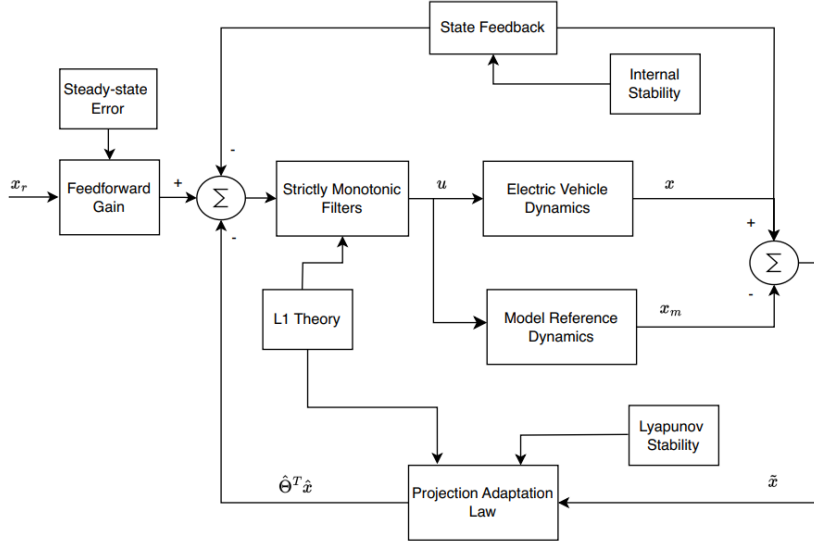 State Feedback
Internal
Stability
Steady-state
Error
-
x_r
Feedforward
Gain
+
Σ
-
Strictly Monotonic
Filters
u
Electric Vehicle
Dynamics
x
+
Σ
-
L1 Theory
Model Reference
Dynamics
x_m
Lyapunov
Stability
Θ̂^T x̂
Projection Adaptation
Law
x̃